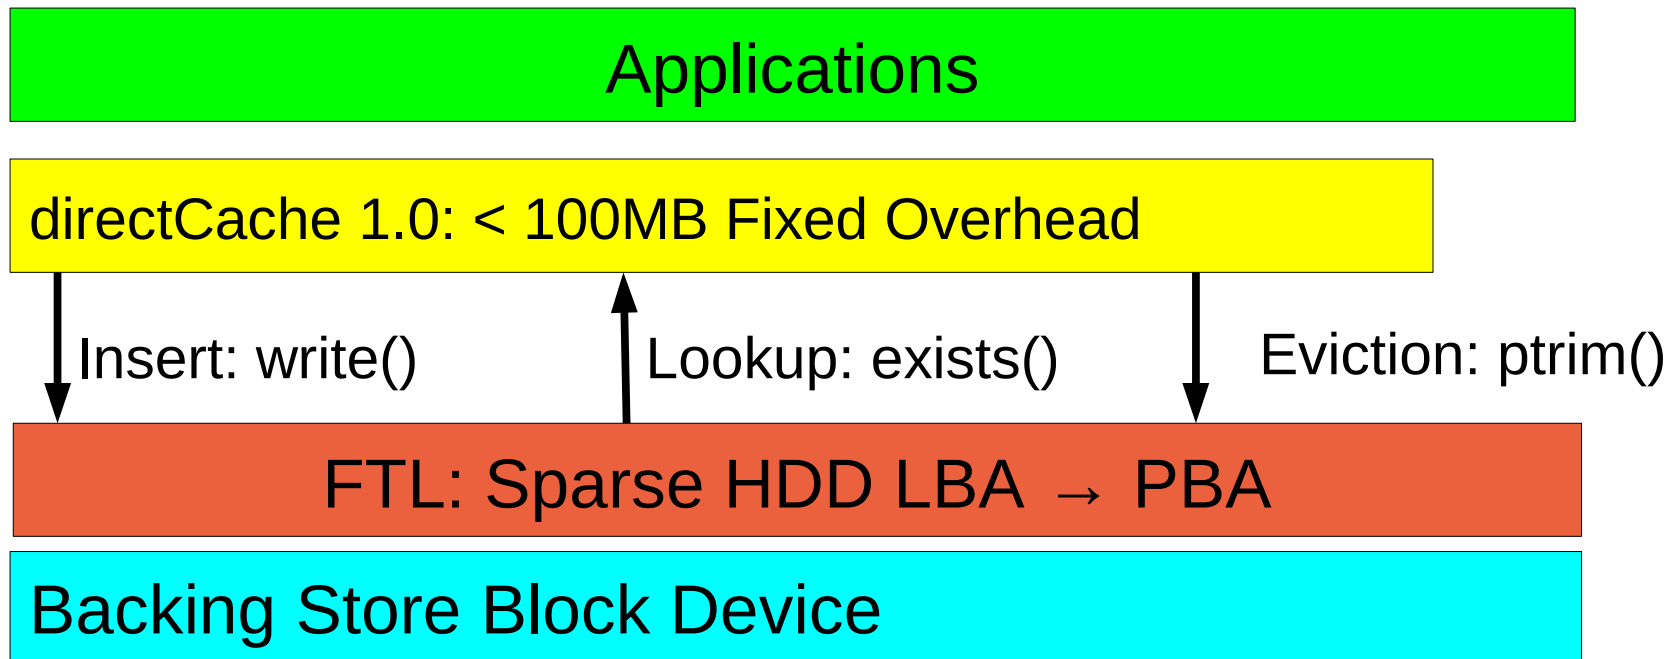 Applications
directCache 1.0: < 100MB Fixed Overhead
Insert: write()
Lookup: exists()
Eviction: ptrim()
FTL: Sparse HDD LBA → PBA
Backing Store Block Device